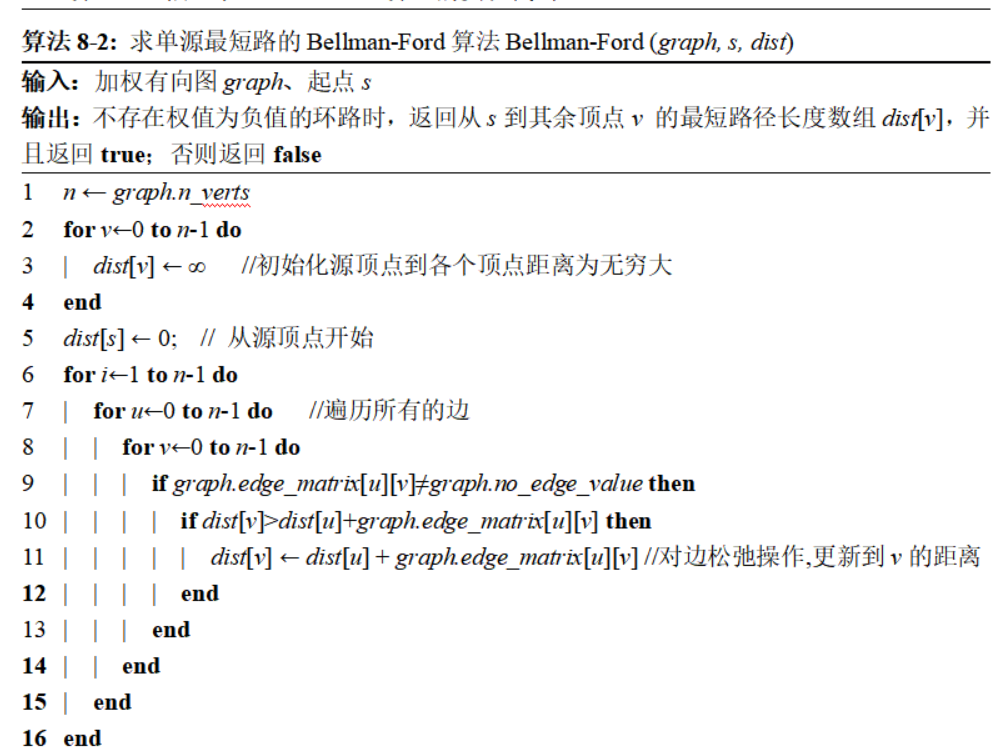 算法 8-2：求单源最短路的 Bellman-Ford 算法 Bellman-Ford (graph, s, dist)
输入：加权有向图 graph、起点 s
输出：不存在权值为负值的环路时，返回从 s 到其余顶点 v 的最短路径长度数组 dist[v]，并
且返回 true；否则返回 false
1 n ← graph.n_verts
2 for v←0 to n-1 do
3 | dist[v] ← ∞ //初始化源顶点到各个顶点距离为无穷大
4 end
5 dist[s] ← 0; // 从源顶点开始
6 for i←1 to n-1 do
7 | for u←0 to n-1 do //遍历所有的边
8 | | for v←0 to n-1 do
9 | | | if graph.edge_matrix[u][v]≠graph.no_edge_value then
10 | | | | if dist[v]>dist[u]+graph.edge_matrix[u][v] then
11 | | | | | dist[v] ← dist[u] + graph.edge_matrix[u][v] //对边松弛操作,更新到 v 的距离
12 | | | | end
13 | | | end
14 | | end
15 | end
16 end